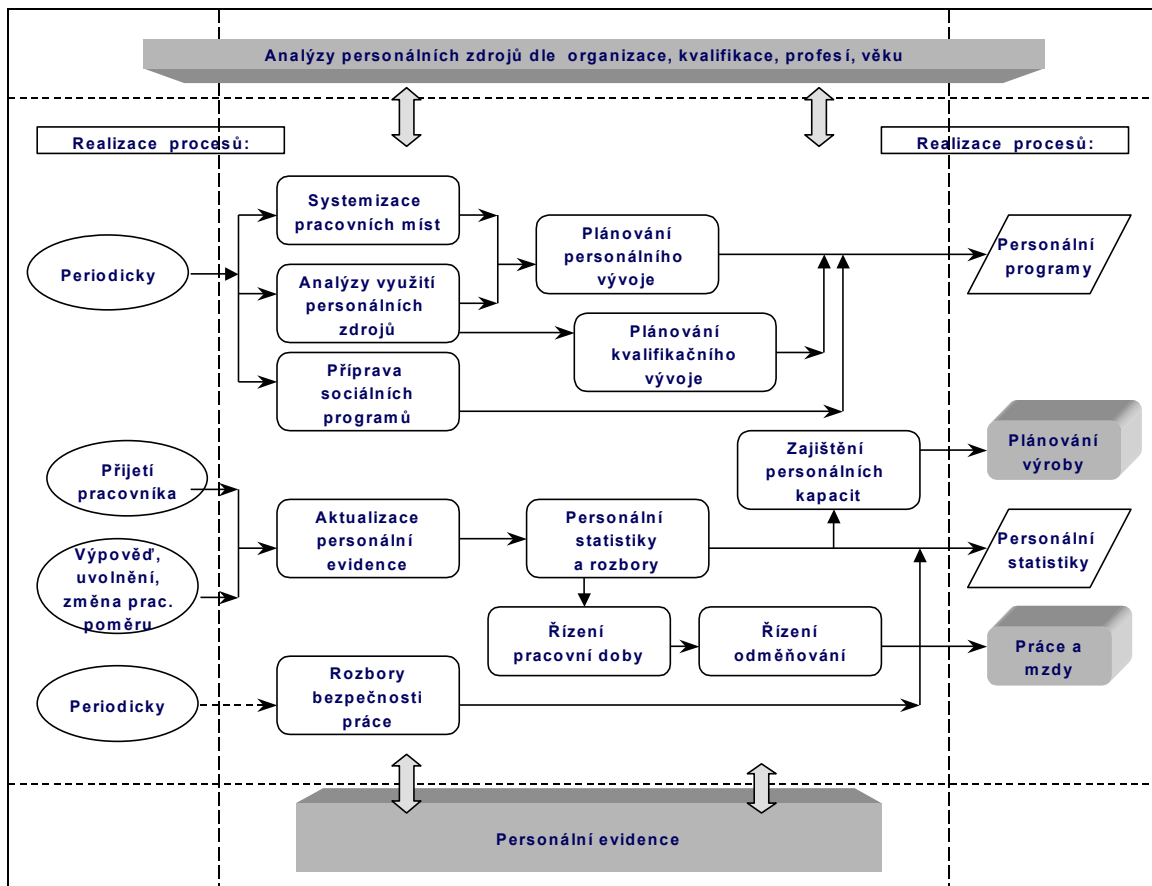 Analýzy personálních zdrojů dle organizace, kvalifikace, profesí, věku
Realizace procesů:
Realizace procesů:
Systemizace
pracovních míst
Plánování
personálního
vývoje
Personální
programy
Periodicky
Analýzy využití
personálních
zdrojů
Plánování
kvalifikačního
vývoje
Příprava
sociálních
programů
Přijetí
pracovníka
Zajištění
personálních
kapacit
Plánování
výroby
Aktualizace
personální
evidence
Personální
statistiky
a rozbory
Personální
statistiky
Výpověď,
uvolnění,
změna prac.
poměru
Řízení
pracovní doby
Řízení
odměňování
Práce a
mzdy
Periodicky
Rozbory
bezpečnosti
práce
Personální evidence